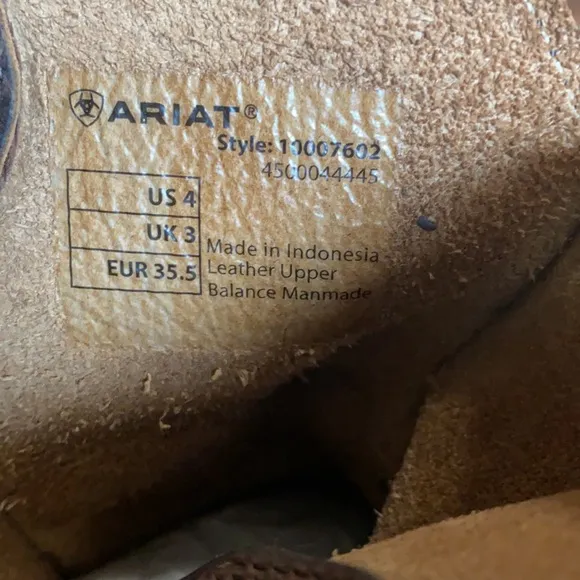 ARIAT®
Style: 10007602
4500044445
US 4
UK 3
EUR 35.5
Made in Indonesia
Leather Upper
Balance Manmade